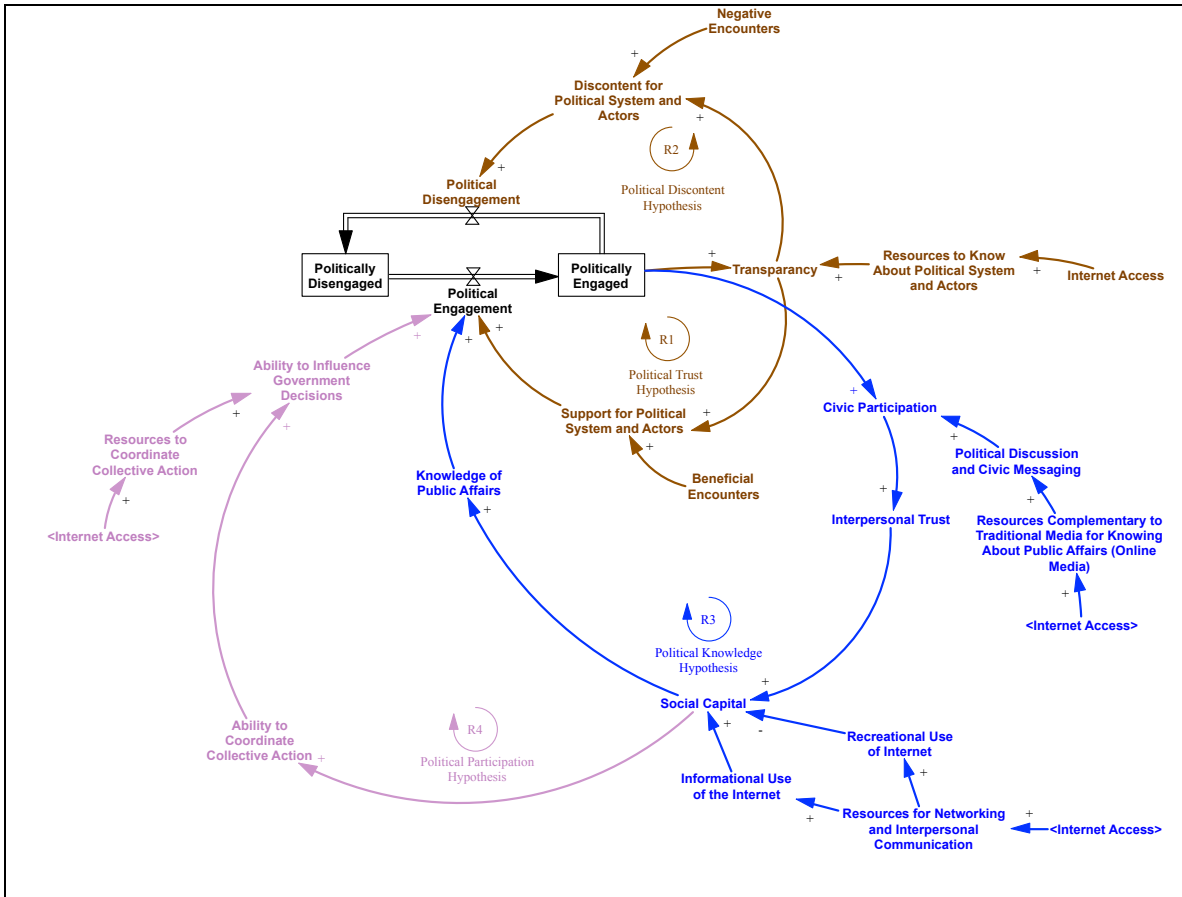 Negative
Encounters
+
Discontent for
Political System and
Actors
+
R2
+
Political
Disengagement
Political Discontent
Hypothesis
Politically
Disengaged
Politically
Engaged
+
Transparancy
+
Resources to Know
About Political System
and Actors
+
Internet Access
Political
Engagement
+
+
+
R1
Political Trust
Hypothesis
Ability to Influence
Government
Decisions
+
+
Support for Political
System and Actors
+
+
+
Civic Participation
+
Resources to
Coordinate
Collective Action
+
<Internet Access>
Knowledge of
Public Affairs
+
Beneficial
Encounters
+
Interpersonal Trust
Political Discussion
and Civic Messaging
+
Resources Complementary to
Traditional Media for Knowing
About Public Affairs (Online
Media)
+
<Internet Access>
R3
Political Knowledge
Hypothesis
+
Social Capital
+
-
R4
Political Participation
Hypothesis
Ability to
Coordinate
Collective Action
+
Recreational Use
of Internet
+
Informational Use
of the Internet
+
Resources for Networking
and Interpersonal
Communication
+
<Internet Access>